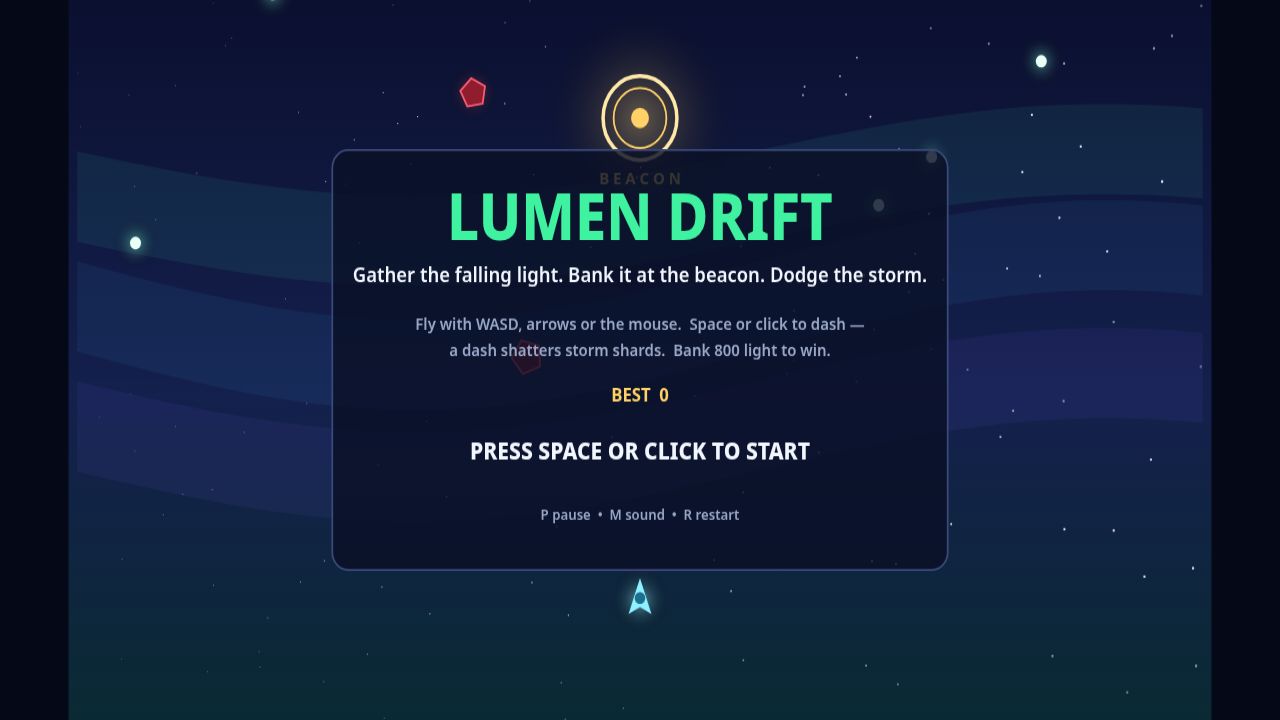 BEACON
LUMEN DRIFT
Gather the falling light. Bank it at the beacon. Dodge the storm.
Fly with WASD, arrows or the mouse.  Space or click to dash —
a dash shatters storm shards.  Bank 800 light to win.
BEST  0
PRESS SPACE OR CLICK TO START
P pause  •  M sound  •  R restart